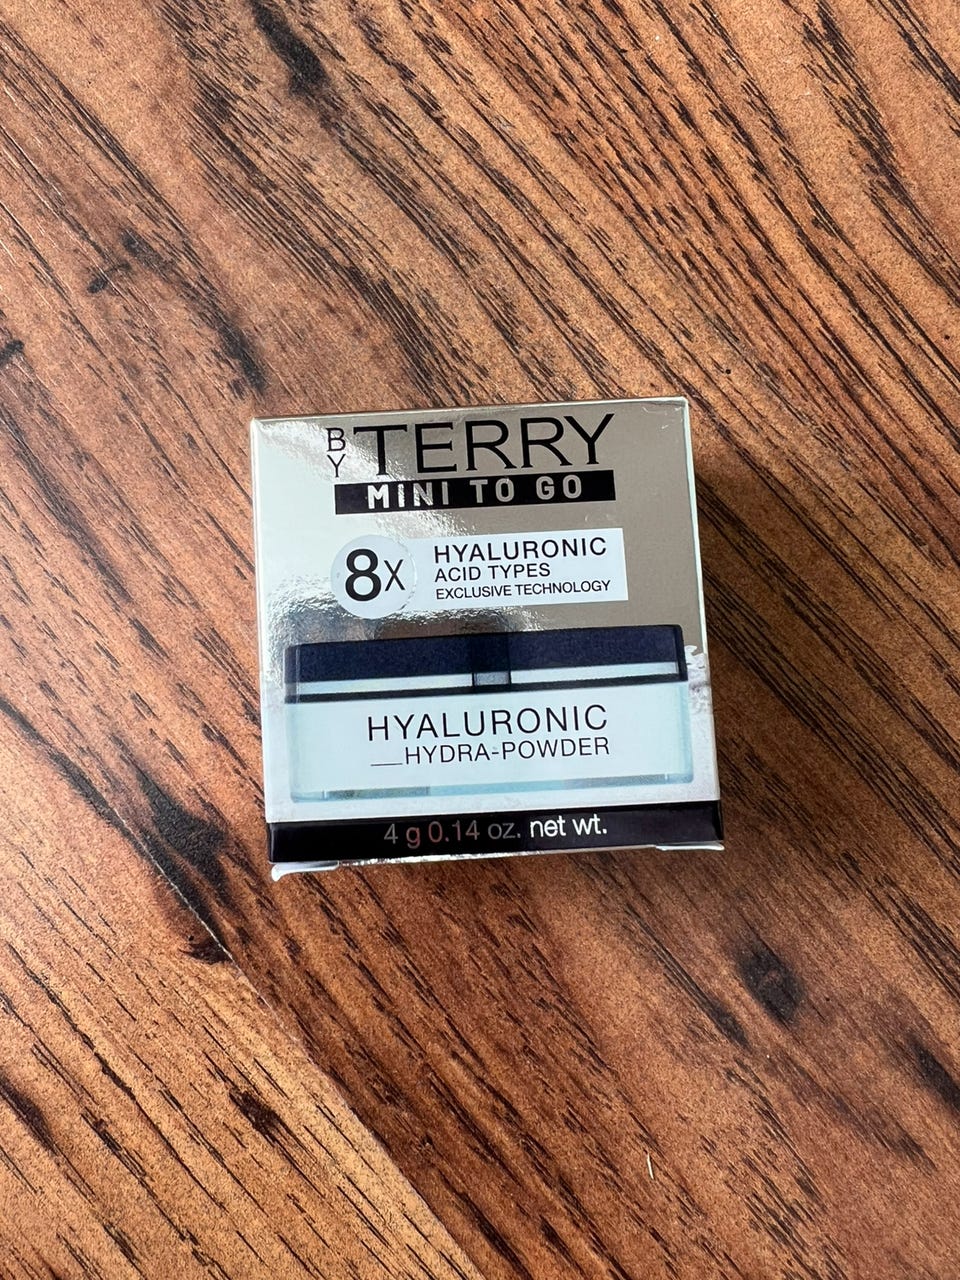 BY TERRY
MINI TO GO
8X
HYALURONIC
ACID TYPES
EXCLUSIVE TECHNOLOGY
HYALURONIC
__HYDRA-POWDER
4 g 0.14 oz. net wt.